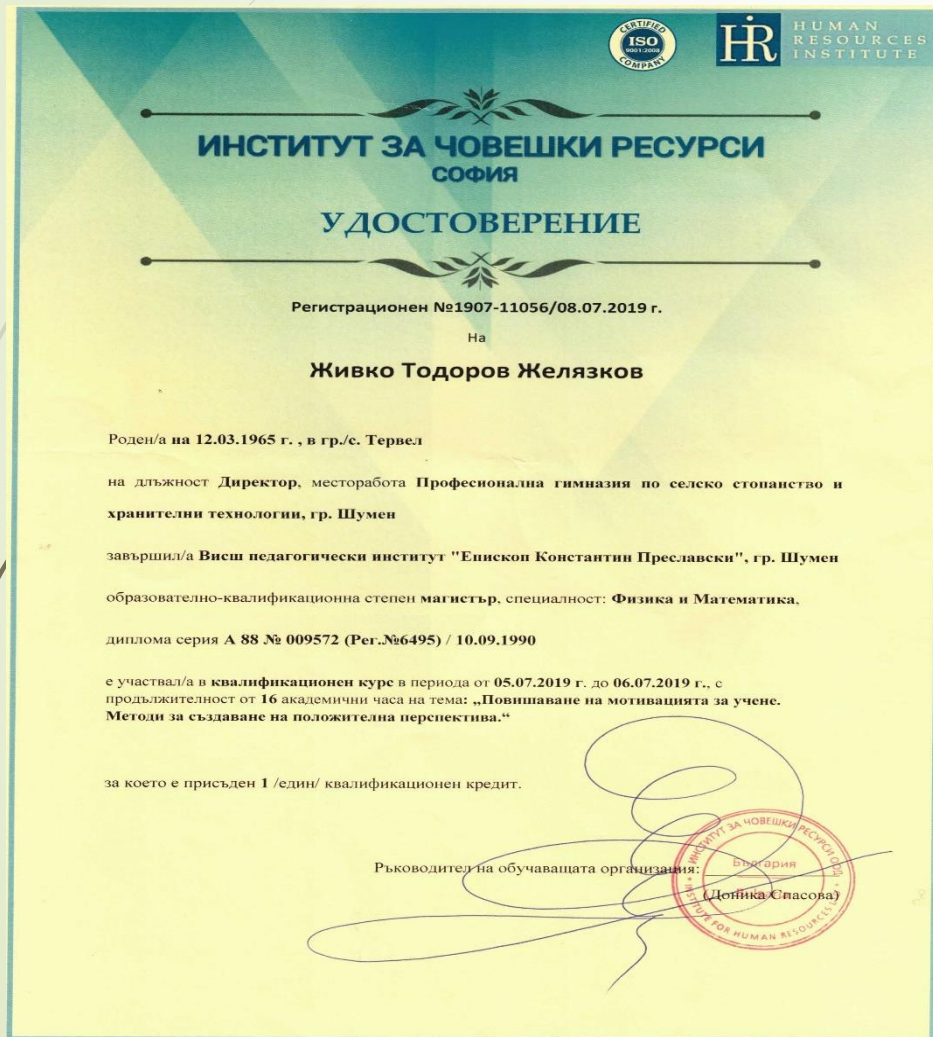 CERTIFIED
ISO
9001:2008
COMPANY
HR
HUMAN
RESOURCES
INSTITUTE
ИНСТИТУТ ЗА ЧОВЕШКИ РЕСУРСИ
СОФИЯ
УДОСТОВЕРЕНИЕ
Регистрационен №1907-11056/08.07.2019 г.
На
Живко Тодоров Желязков
Роден/а на 12.03.1965 г. , в гр./с. Тервел
на длъжност Директор, месторабота Професионална гимназия по селско стопанство и
хранителни технологии, гр. Шумен
завършил/а Висш педагогически институт "Епископ Константин Преславски", гр. Шумен
образователно-квалификационна степен магистър, специалност: Физика и Математика,
диплома серия А 88 № 009572 (Рег.№6495) / 10.09.1990
е участвал/а в квалификационен курс в периода от 05.07.2019 г. до 06.07.2019 г., с
продължителност от 16 академични часа на тема: „Повишаване на мотивацията за учене.
Методи за създаване на положителна перспектива.“
за което е присъден 1 /един/ квалификационен кредит.
Ръководител на обучаващата организация:
(Доника Спасова)
ИНСТИТУТ ЗА ЧОВЕШКИ РЕСУРСИ ООД
България
INSTITUTE FOR HUMAN RESOURCES